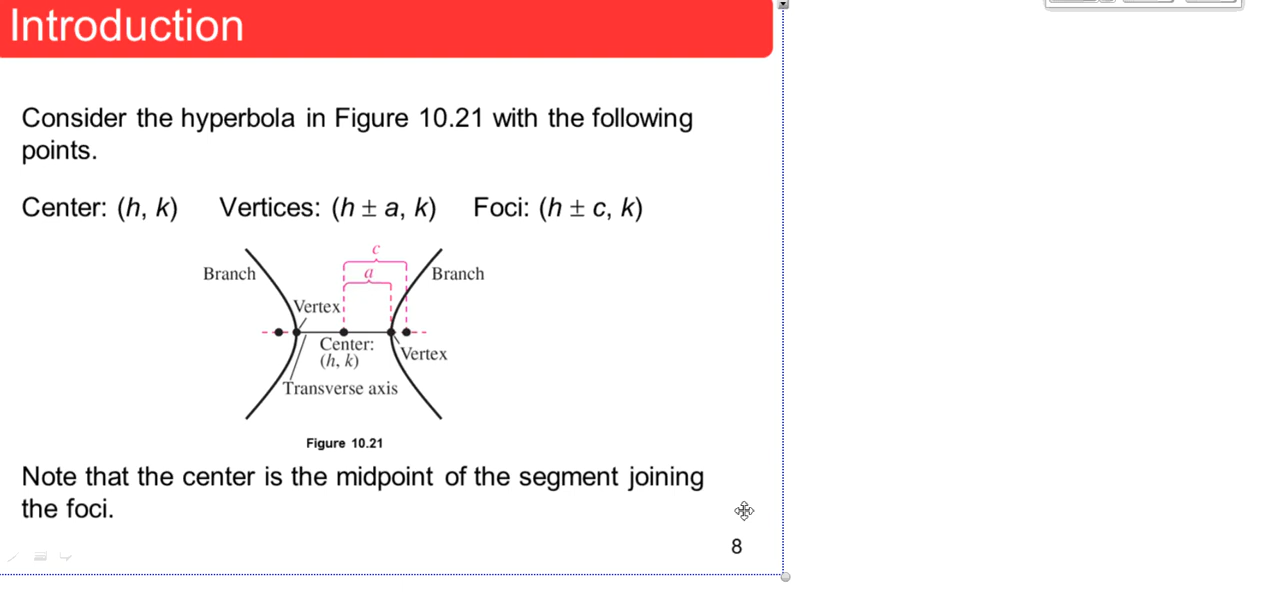 Introduction
Consider the hyperbola in Figure 10.21 with the following
points.
Center: (h, k) Vertices: (h ± a, k) Foci: (h ± c, k)
c
Branch a Branch
Vertex
Center:
(h, k) Vertex
Transverse axis
Figure 10.21
Note that the center is the midpoint of the segment joining
the foci.
8